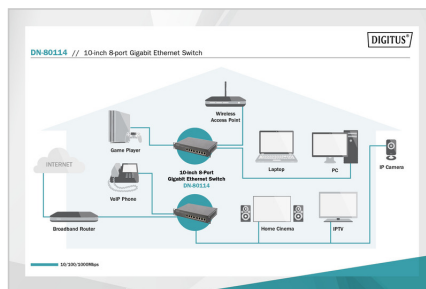 DIGITUS®
DN-80114 // 10-inch 8-port Gigabit Ethernet Switch
Wireless
Access Point
Game Player
INTERNET
10-inch 8-Port
Gigabit Ethernet Switch
DN-80114
Laptop
PC
IP Camera
VoIP Phone
Broadband Router
Home Cinema
IPTV
10/100/1000Mbps